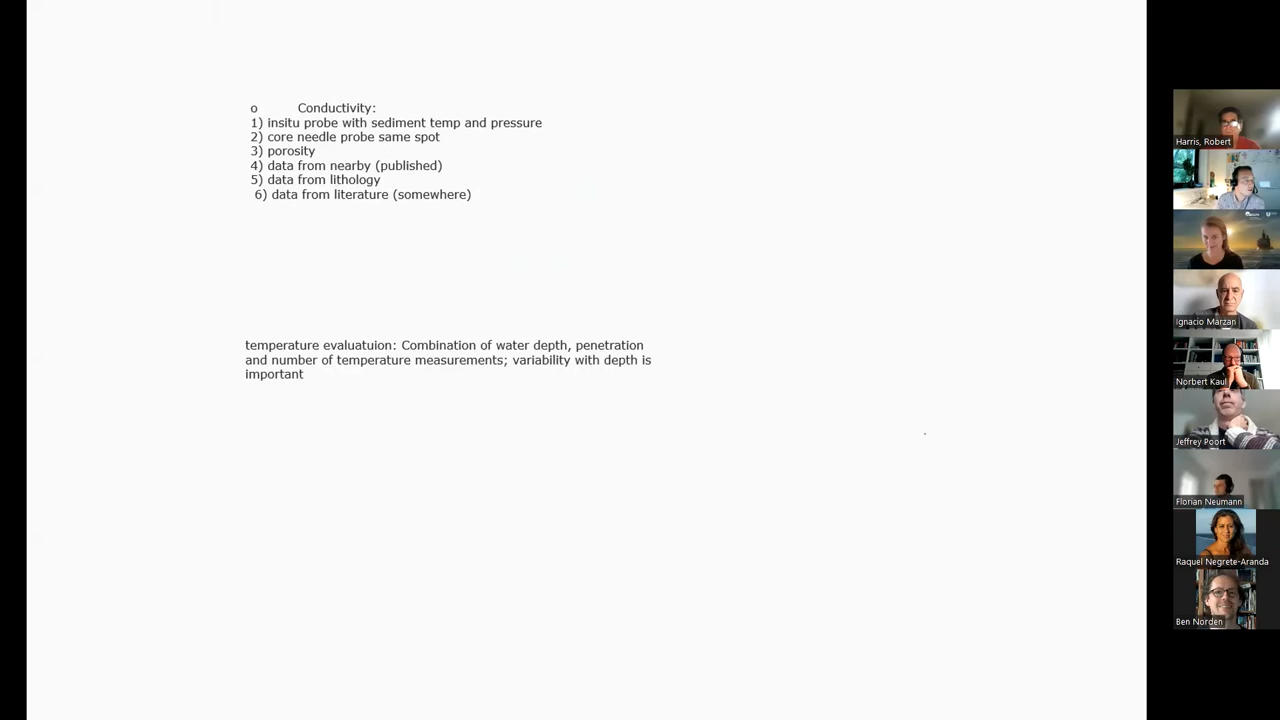 o Conductivity:
1) insitu probe with sediment temp and pressure
2) core needle probe same spot
3) porosity
4) data from nearby (published)
5) data from lithology
6) data from literature (somewhere)
temperature evaluatuion: Combination of water depth, penetration
and number of temperature measurements; variability with depth is
important
Harris, Robert
Ignacio Marzan
Norbert Kaul
Jeffrey Poort
Florian Neumann
Raquel Negrete-Aranda
Ben Norden